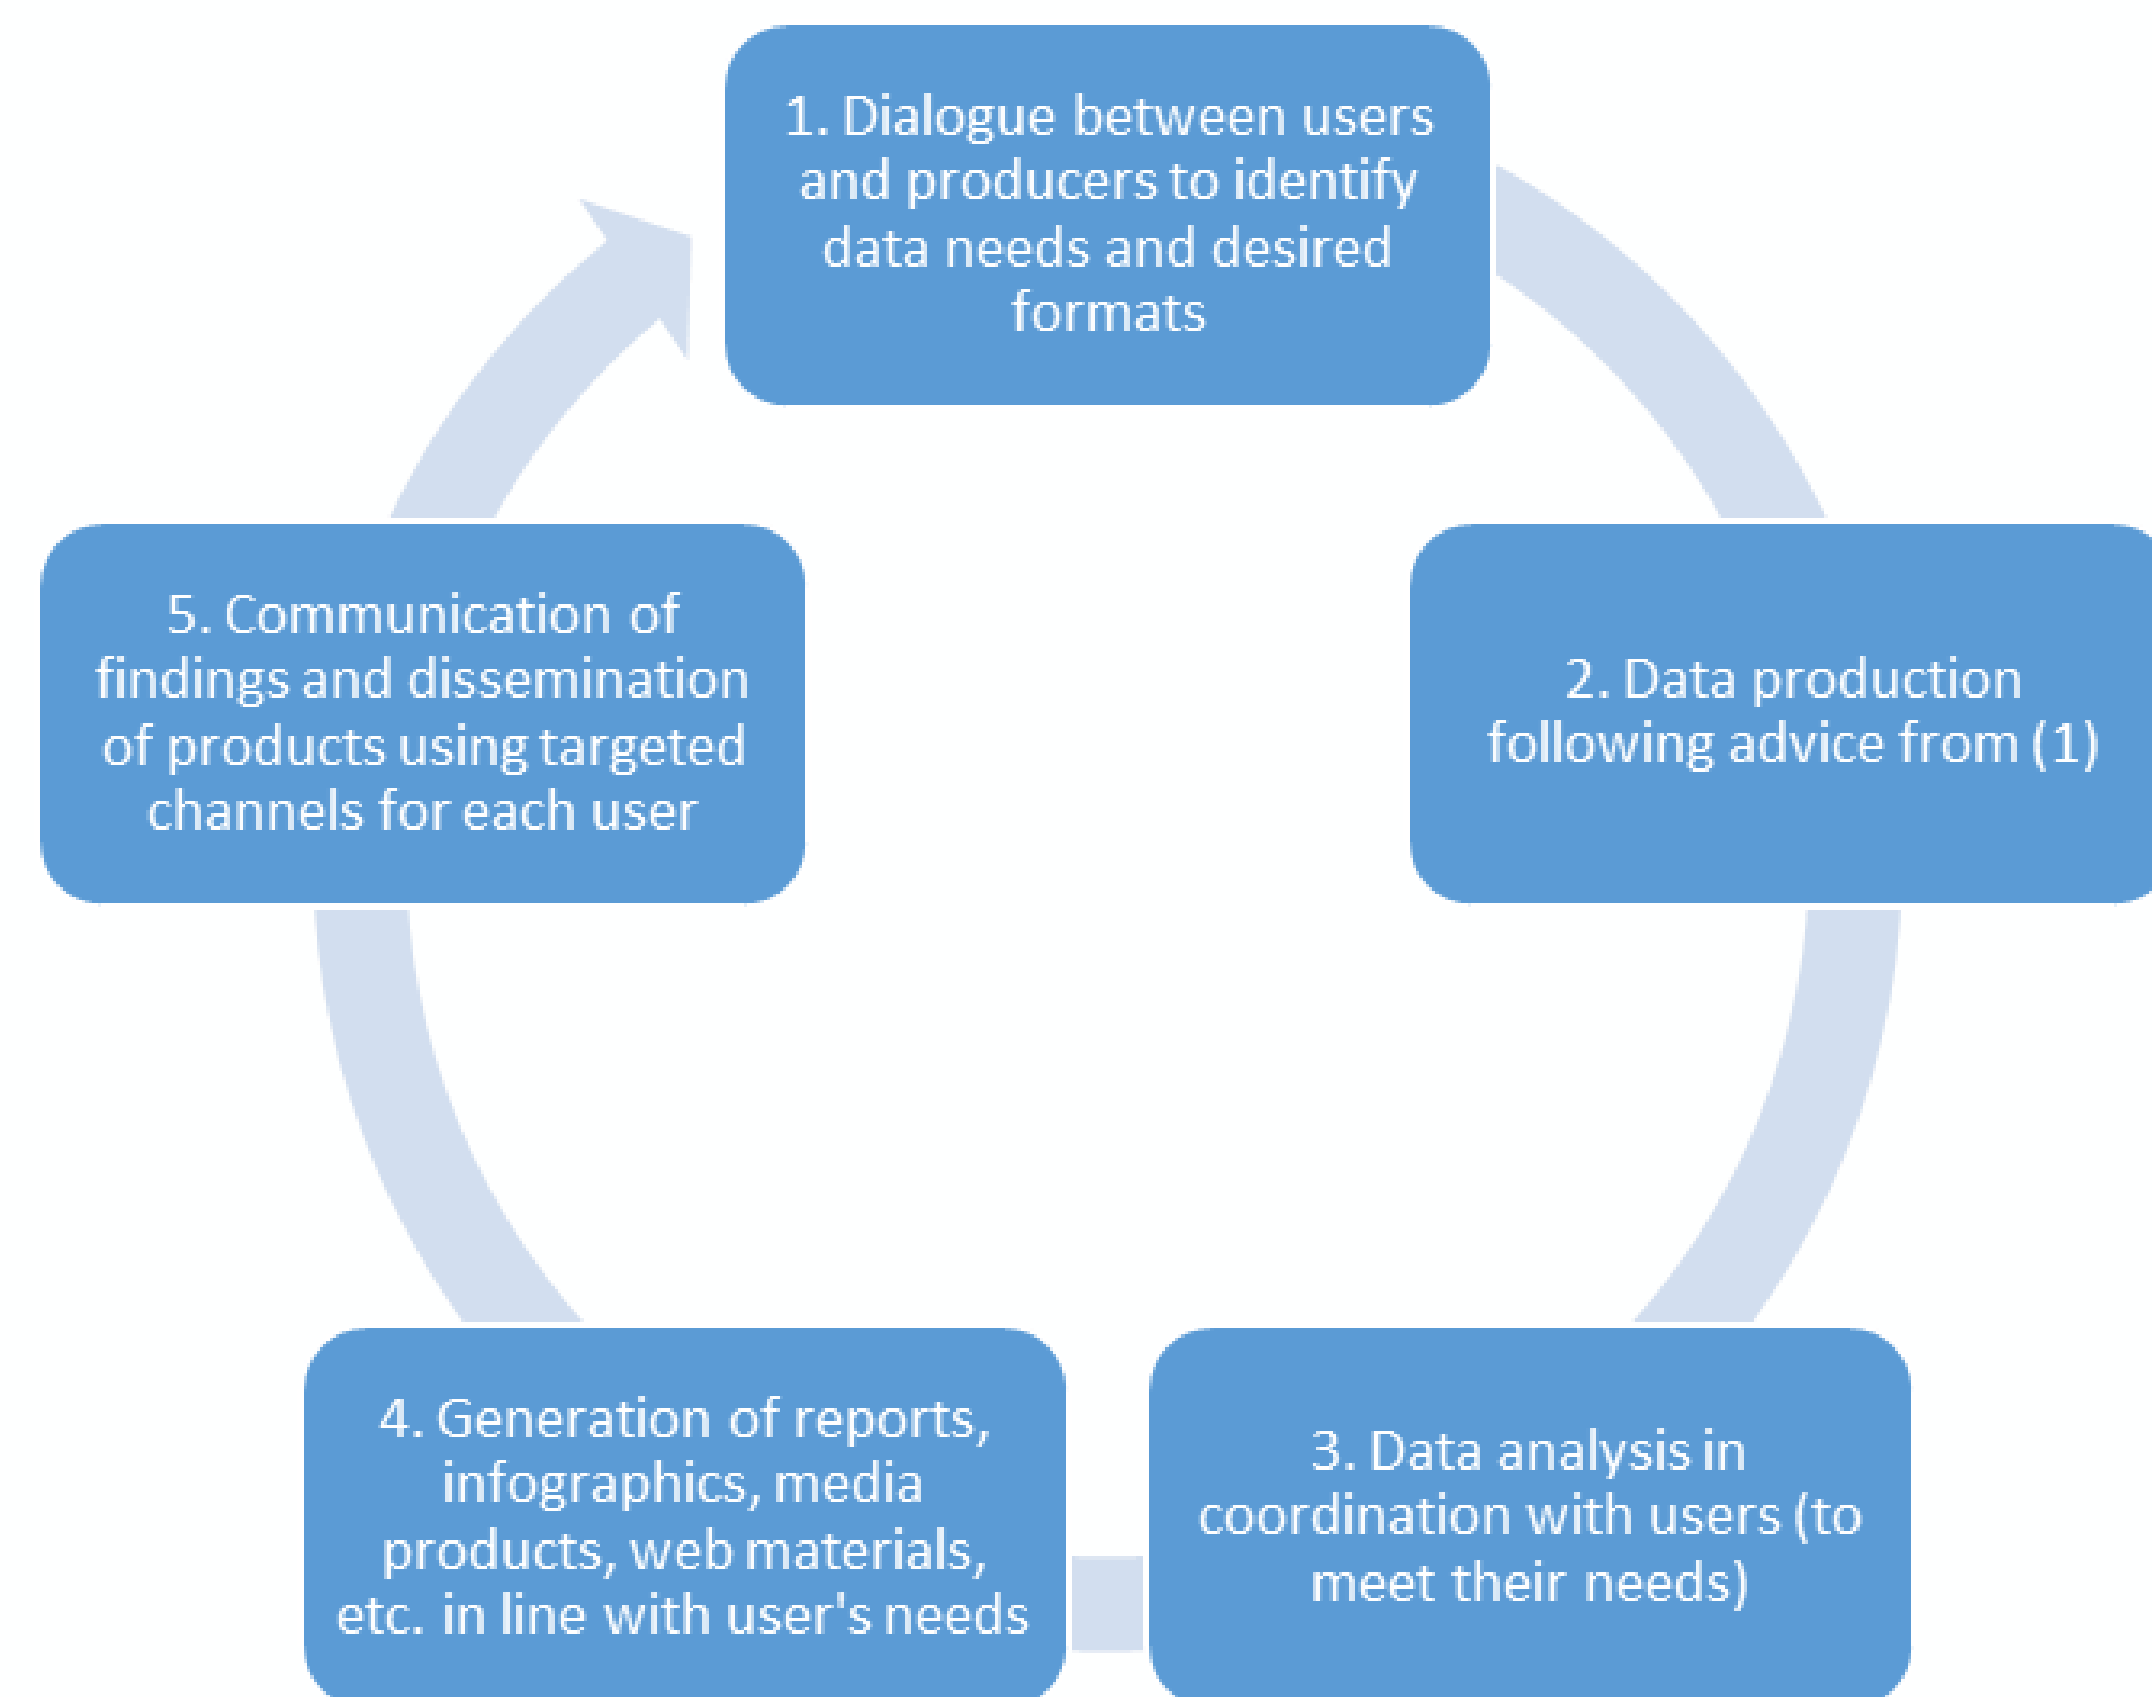 1. Dialogue between users
and producers to identify
data needs and desired
formats
2. Data production
following advice from (1)
3. Data analysis in
coordination with users (to
meet their needs)
4. Generation of reports,
infographics, media
products, web materials,
etc. in line with user's needs
5. Communication of
findings and dissemination
of products using targeted
channels for each user